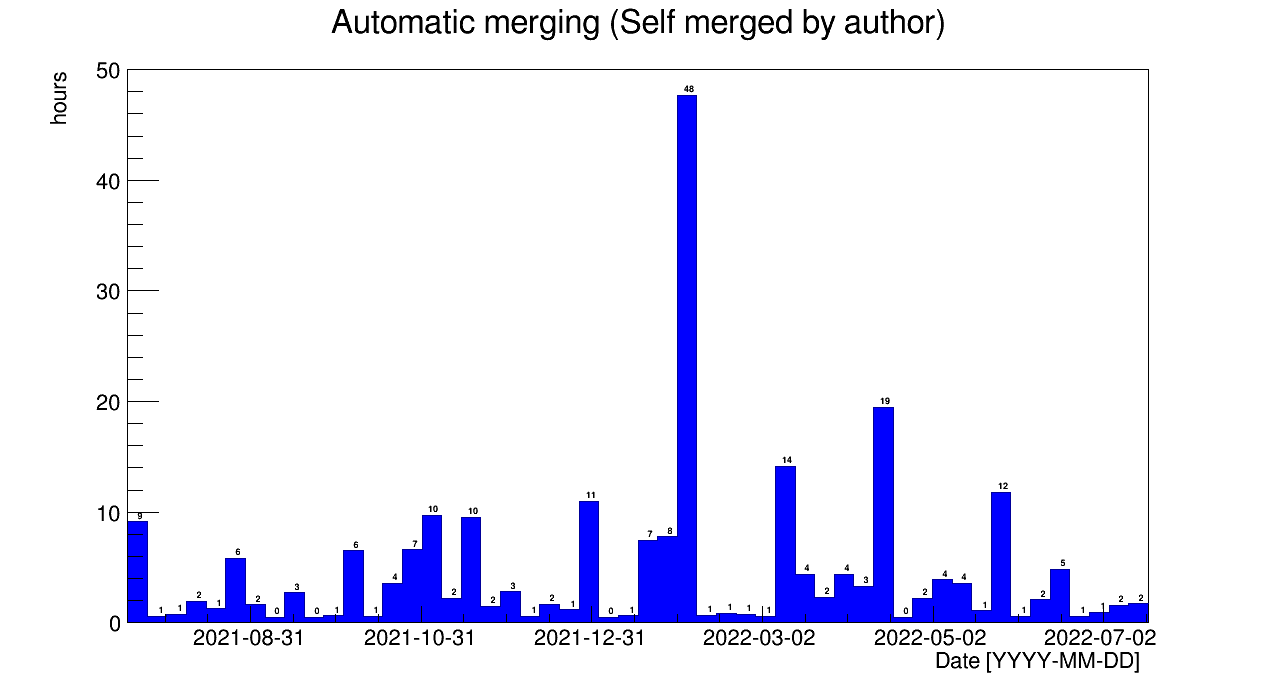 Automatic merging (Self merged by author)
hours
50
40
30
20
10
0
9 1 1 2 1 6 2 0 3 0 1 6 1 4 7 10 2 10 2 3 1 2 1 11 0 1 7 8 48 1 1 1 1 14 4 2 4 3 19 0 2 4 4 1 12 1 2 5 1 1 2 2
2021-08-31 2021-10-31 2021-12-31 2022-03-02 2022-05-02 2022-07-02
Date [YYYY-MM-DD]